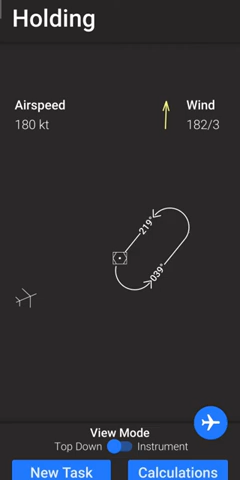 Holding
Airspeed
Wind
180 kt
182/3
219°
039°
View Mode
Top Down
Instrument
New Task
Calculations